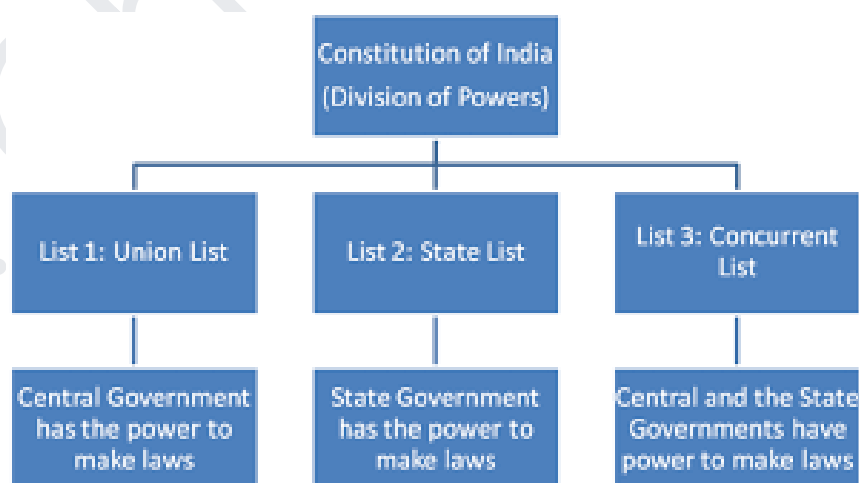 Constitution of India
(Division of Powers)
List 1: Union List
List 2: State List
List 3: Concurrent
List
Central Government
has the power to
make laws
State Government
has the power to
make laws
Central and the State
Governments have
power to make laws